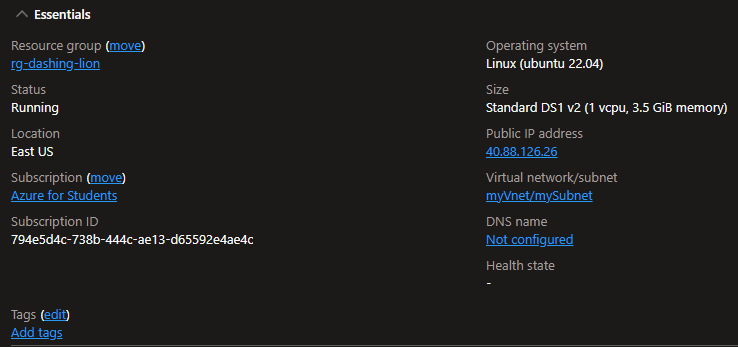 Essentials
Resource group (move)
rg-dashing-lion
Status
Running
Location
East US
Subscription (move)
Azure for Students
Subscription ID
794e5d4c-738b-444c-ae13-d65592e4ae4c
Operating system
Linux (ubuntu 22.04)
Size
Standard DS1 v2 (1 vcpu, 3.5 GiB memory)
Public IP address
40.88.126.26
Virtual network/subnet
myVnet/mySubnet
DNS name
Not configured
Health state
-
Tags (edit)
Add tags